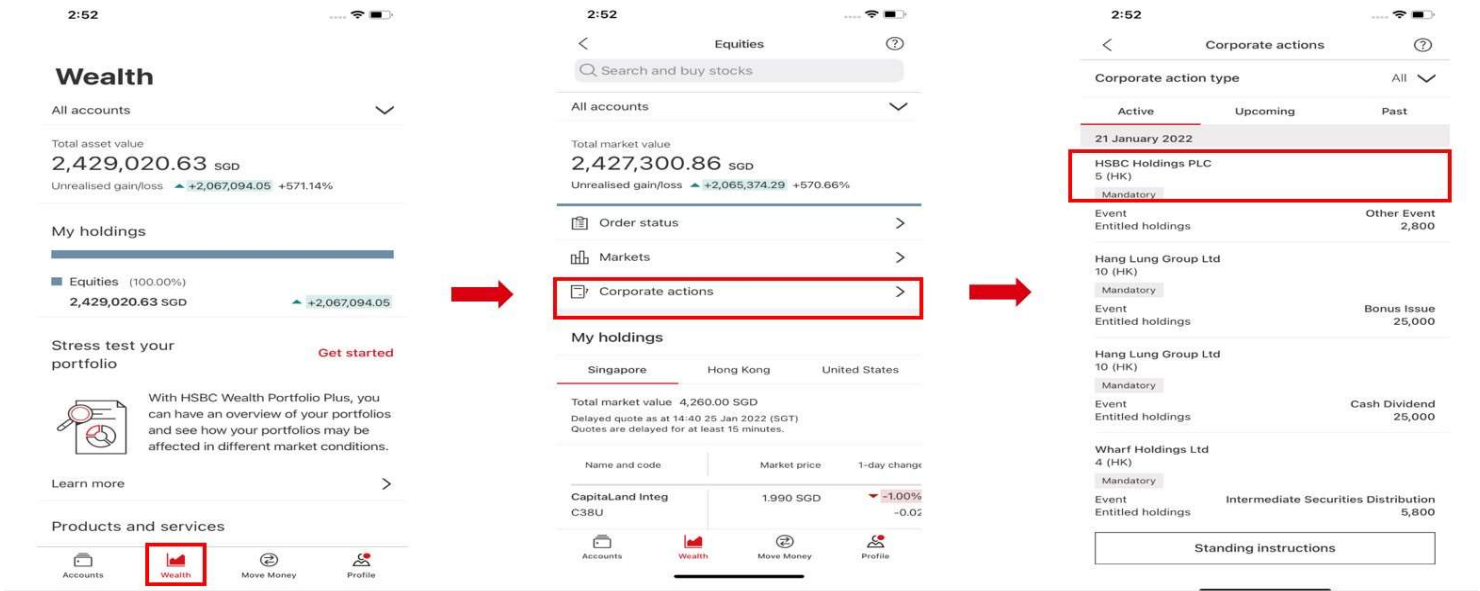 2:52
Wealth
All accounts
Total asset value
2,429,020.63 SGD
Unrealised gain/loss +2,067,094.05 +571.14%
My holdings
Equities (100.00%)
2,429,020.63 SGD +2,067,094.05
Stress test your
portfolio
Get started
With HSBC Wealth Portfolio Plus, you
can have an overview of your portfolios
and see how your portfolios may be
affected in different market conditions.
Learn more
Products and services
Accounts Wealth Move Money Profile
2:52
Equities
Search and buy stocks
All accounts
Total market value
2,427,300.86 SGD
Unrealised gain/loss +2,065,374.29 +570.66%
Order status
Markets
Corporate actions
My holdings
Singapore Hong Kong United States
Total market value 4,260.00 SGD
Delayed quote as at 14:40 25 Jan 2022 (SGT)
Quotes are delayed for at least 15 minutes.
Name and code Market price 1-day change
CapitaLand Integ 1.990 SGD -1.00%
C38U -0.02
Accounts Wealth Move Money Profile
2:52
Corporate actions
Corporate action type All
Active Upcoming Past
21 January 2022
HSBC Holdings PLC
5 (HK)
Mandatory
Event Other Event
Entitled holdings 2,800
Hang Lung Group Ltd
10 (HK)
Mandatory
Event Bonus Issue
Entitled holdings 25,000
Hang Lung Group Ltd
10 (HK)
Mandatory
Event Cash Dividend
Entitled holdings 25,000
Wharf Holdings Ltd
4 (HK)
Mandatory
Event Intermediate Securities Distribution
Entitled holdings 5,800
Standing instructions